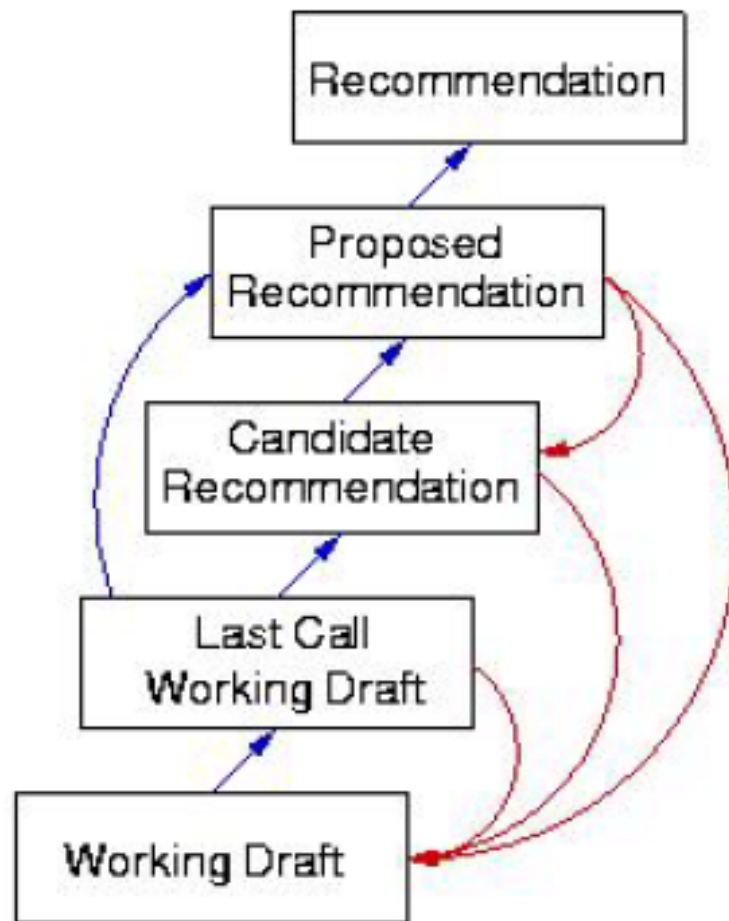 Recommendation
Proposed
Recommendation
Candidate
Recommendation
Last Call
Working Draft
Working Draft